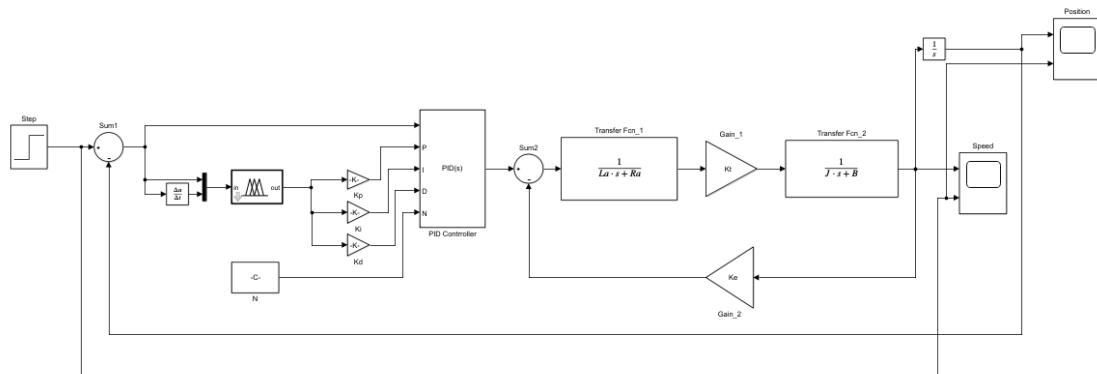 Position
1
s
Step
Sum1
+
-
Δu
Δt
in
out
-K-
Kp
-K-
Ki
-K-
Kd
-C-
N
P
I
D
N
PID(s)
PID Controller
Sum2
+
-
Transfer Fcn_1
1
La · s + Ra
Gain_1
Kt
Transfer Fcn_2
1
J · s + B
Speed
Ke
Gain_2